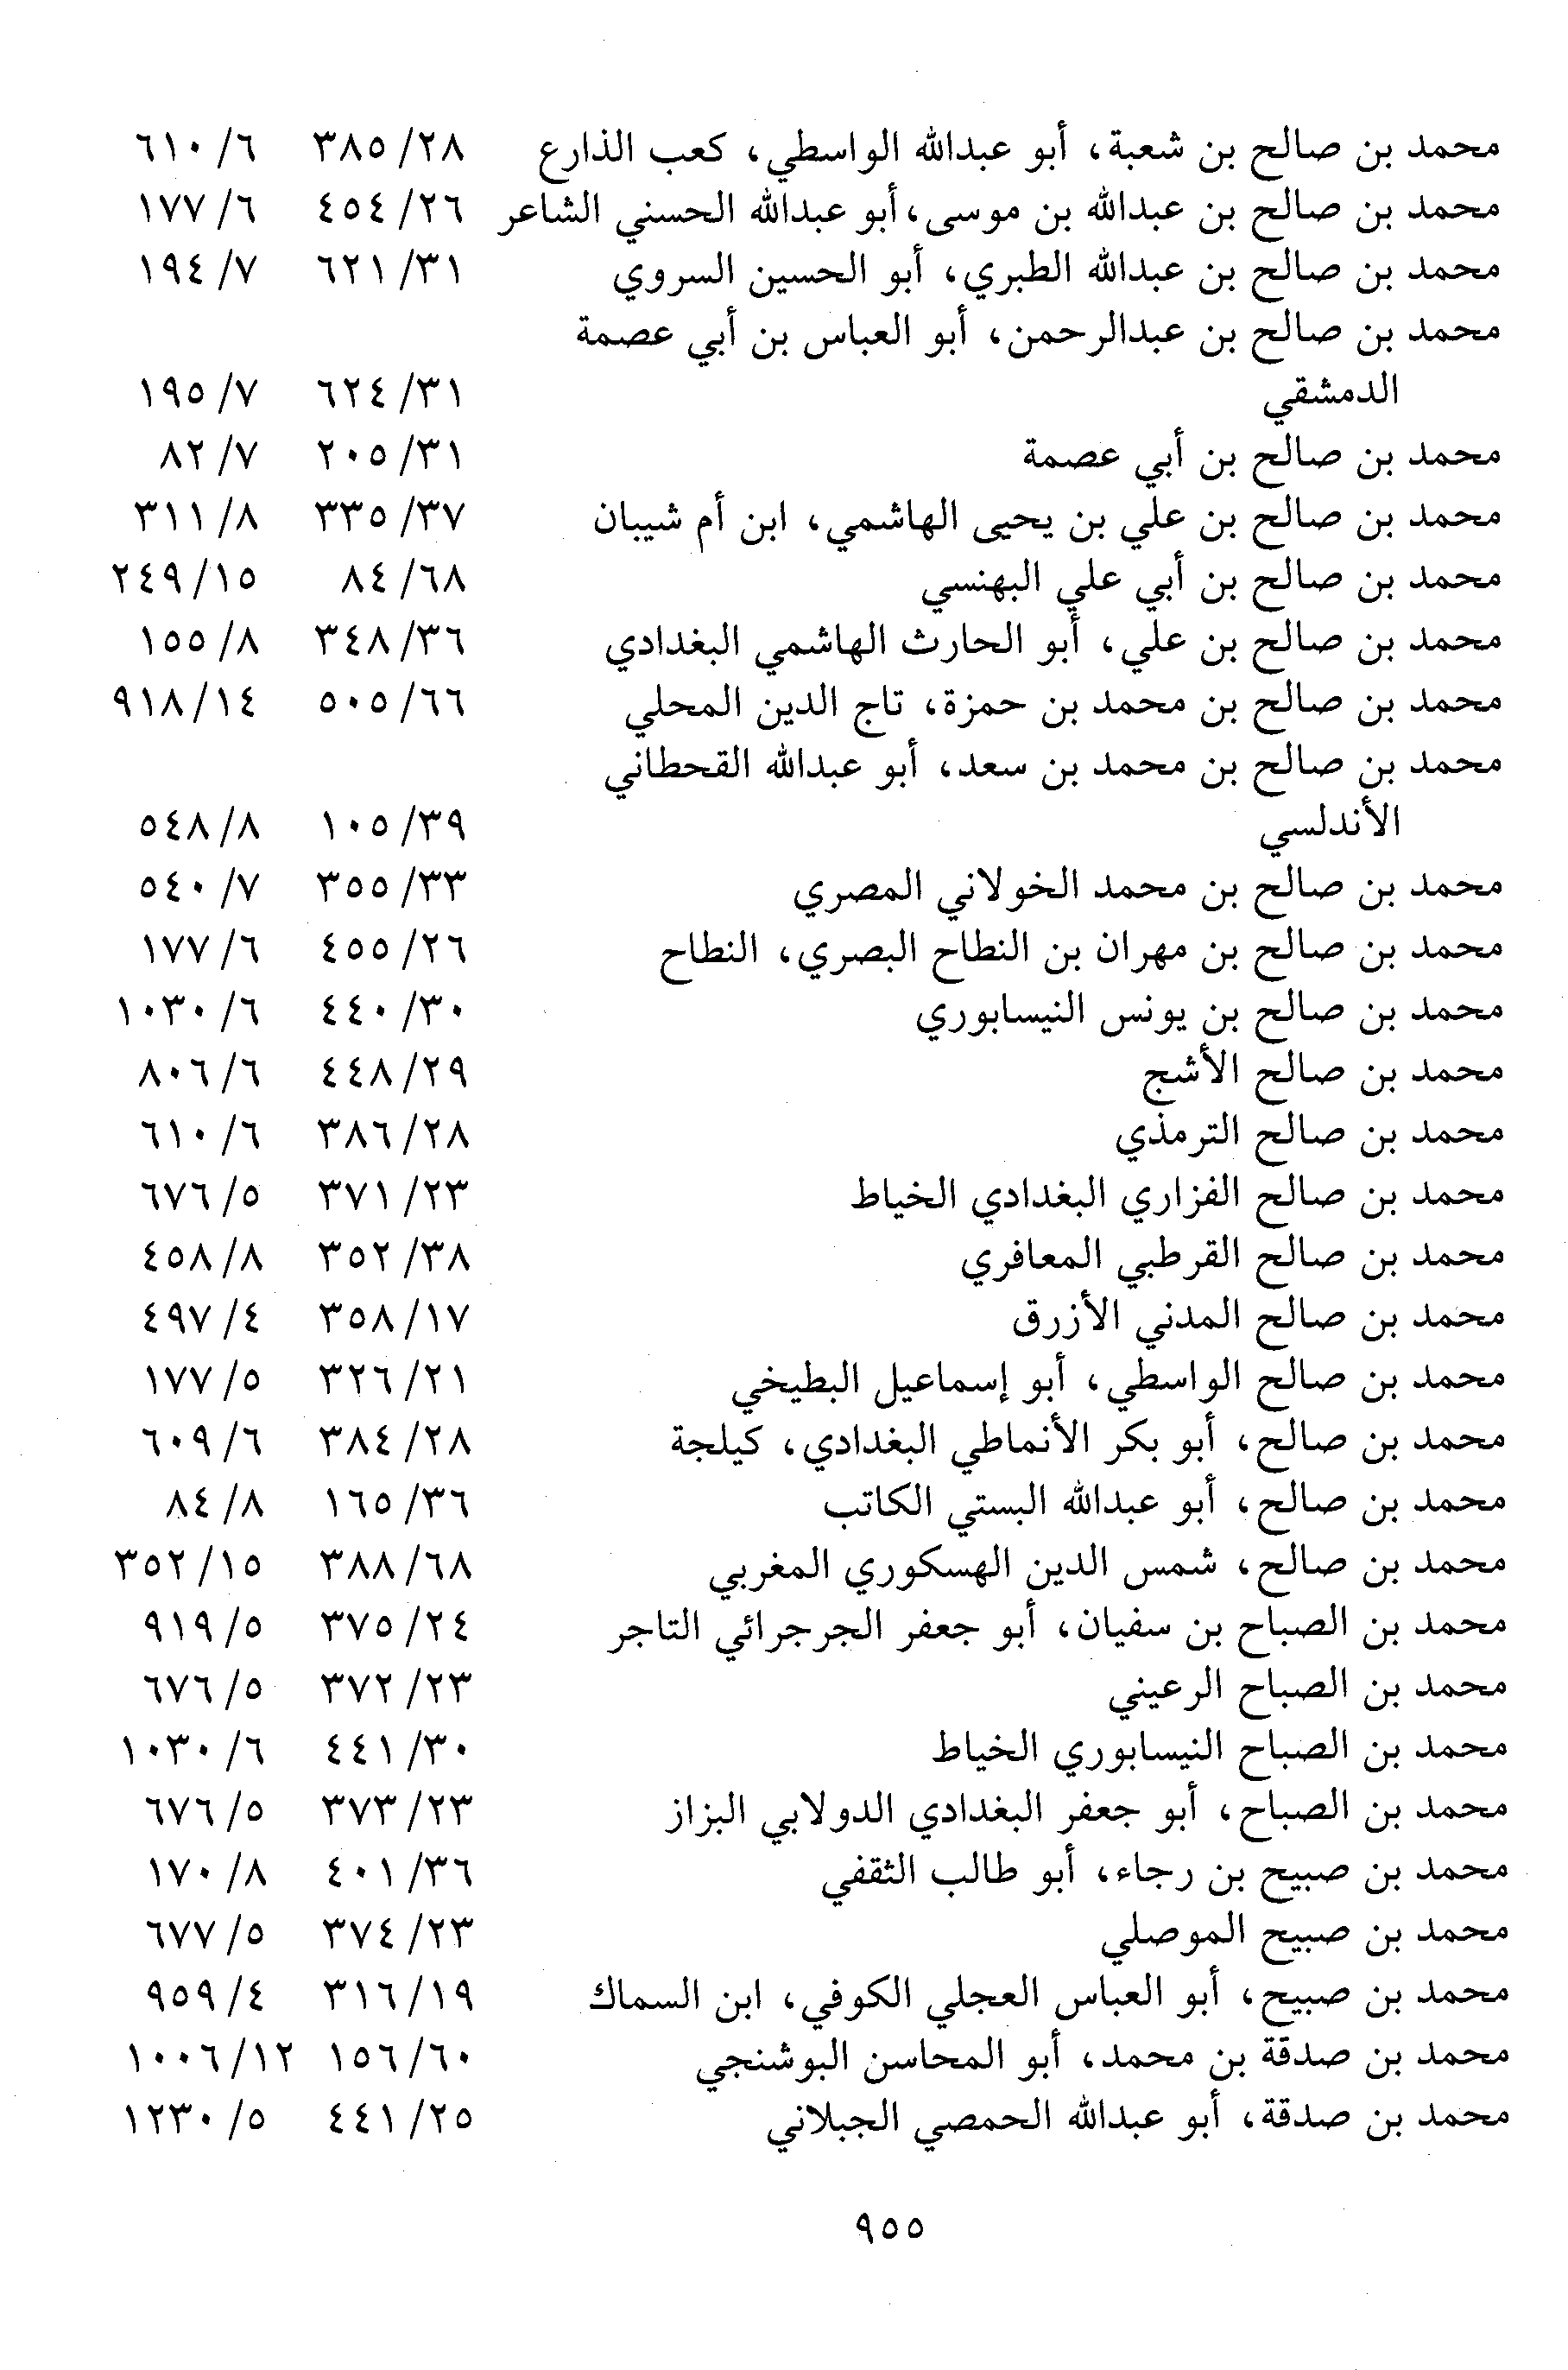 محمد بن صالح بن شعبة، أبو عبدالله الواسطي، كعب الذارع ٢٨/ ٣٨٥ ٦/ ٦١٠
محمد بن صالح بن عبدالله بن موسى، أبو عبدالله الحسني الشاعر ٢٦/ ٤٥٤ ٦/ ١٧٧
محمد بن صالح بن عبدالله الطبري، أبو الحسين السروي ٣١/ ٦٢١ ٧/ ١٩٤
محمد بن صالح بن عبدالرحمن، أبو العباس بن أبي عصمة
الدمشقي ٣١/ ٦٢٤ ٧/ ١٩٥
محمد بن صالح بن أبي عصمة ٣١/ ٢٠٥ ٧/ ٨٢
محمد بن صالح بن علي بن يحيى الهاشمي، ابن أم شيبان ٣٧/ ٣٣٥ ٨/ ٣١١
محمد بن صالح بن أبي علي البهنسي ٦٨/ ٨٤ ١٥/ ٢٤٩
محمد بن صالح بن علي، أبو الحارث الهاشمي البغدادي ٣٦/ ٣٤٨ ٨/ ١٥٥
محمد بن صالح بن محمد بن حمزة، تاج الدين المحلي ٦٦/ ٥٠٥ ١٤/ ٩١٨
محمد بن صالح بن محمد بن سعد، أبو عبدالله القحطاني
الأندلسي ٣٩/ ١٠٥ ٨/ ٥٤٨
محمد بن صالح بن محمد الخولاني المصري ٣٣/ ٣٥٥ ٧/ ٥٤٠
محمد بن صالح بن مهران بن النطاح البصري، النطاح ٢٦/ ٤٥٥ ٦/ ١٧٧
محمد بن صالح بن يونس النيسابوري ٣٠/ ٤٤٠ ٦/ ١٠٣٠
محمد بن صالح الأشج ٢٩/ ٤٤٨ ٦/ ٨٠٦
محمد بن صالح الترمذي ٢٨/ ٣٨٦ ٦/ ٦١٠
محمد بن صالح الفزاري البغدادي الخياط ٢٣/ ٣٧١ ٥/ ٦٧٦
محمد بن صالح القرطبي المعافري ٣٨/ ٣٥٢ ٨/ ٤٥٨
محمد بن صالح المدني الأزرق ١٧/ ٣٥٨ ٤/ ٤٩٧
محمد بن صالح الواسطي، أبو إسماعيل البطيخي ٢١/ ٣٢٦ ٥/ ١٧٧
محمد بن صالح، أبو بكر الأنماطي البغدادي، كيلجة ٢٨/ ٣٨٤ ٦/ ٦٠٩
محمد بن صالح، أبو عبدالله البستي الكاتب ٣٦/ ١٦٥ ٨/ ٨٤
محمد بن صالح، شمس الدين الهسكوري المغربي ٦٨/ ٣٨٨ ١٥/ ٣٥٢
محمد بن الصباح بن سفيان، أبو جعفر الجرجرائي التاجر ٢٤/ ٣٧٥ ٥/ ٩١٩
محمد بن الصباح الرعيني ٢٣/ ٣٧٢ ٥/ ٦٧٦
محمد بن الصباح النيسابوري الخياط ٣٠/ ٤٤١ ٦/ ١٠٣٠
محمد بن الصباح، أبو جعفر البغدادي الدولابي البزاز ٢٣/ ٣٧٣ ٥/ ٦٧٦
محمد بن صبيح بن رجاء، أبو طالب الثقفي ٣٦/ ٤٠١ ٨/ ١٧٠
محمد بن صبيح الموصلي ٢٣/ ٣٧٤ ٥/ ٦٧٧
محمد بن صبيح، أبو العباس العجلي الكوفي، ابن السماك ١٩/ ٣١٦ ٤/ ٩٥٩
محمد بن صدقة بن محمد، أبو المحاسن البوشنجي ٦٠/ ١٥٦ ١٢/ ١٠٠٦
محمد بن صدقة، أبو عبدالله الحمصي الجبلاني ٢٥/ ٤٤١ ٥/ ١٢٣٠
٩٥٥